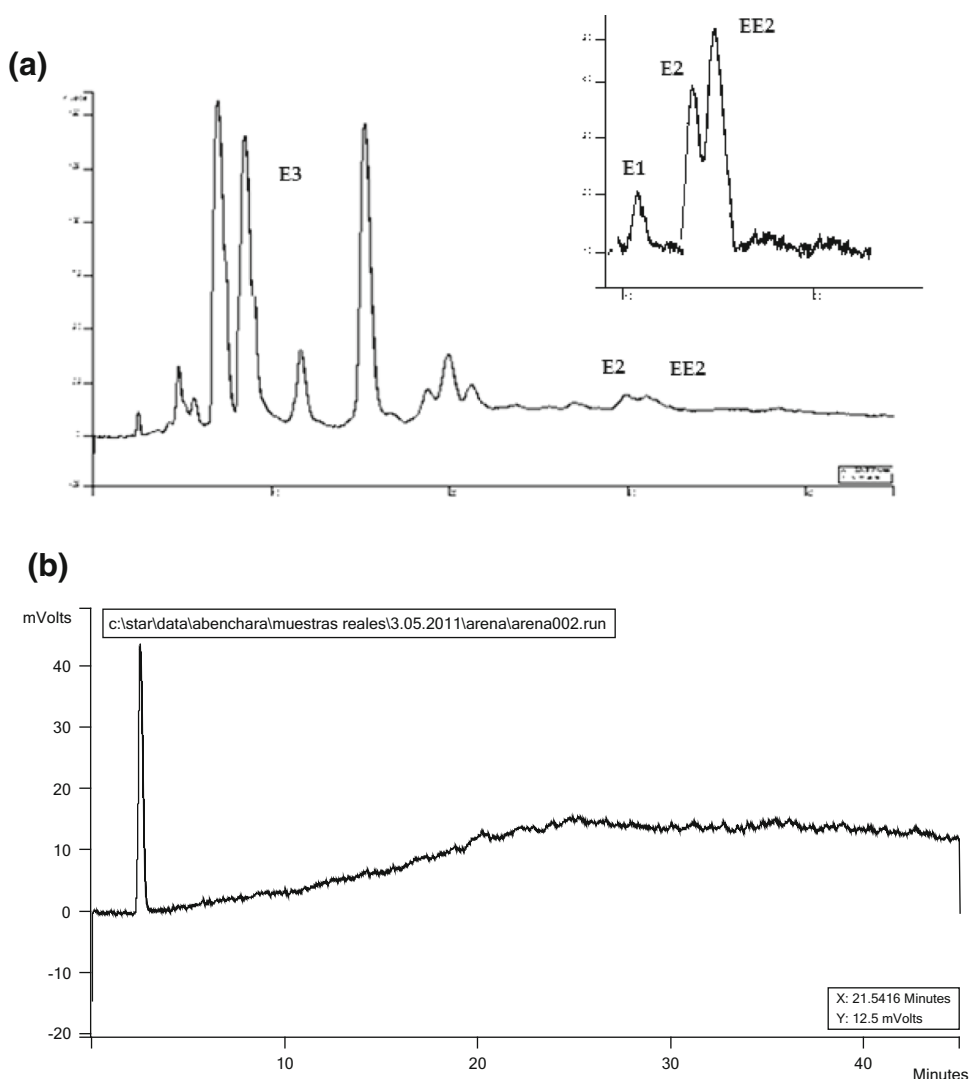 (a)
E3
E2 EE2
EE2
E2
E1
(b)
mVolts
c:\star\data\abenchara\muestras reales\3.05.2011\arena\arena002.run
40
30
20
10
0
-10
-20
X: 21.5416 Minutes
Y: 12.5 mVolts
10 20 30 40
Minutes